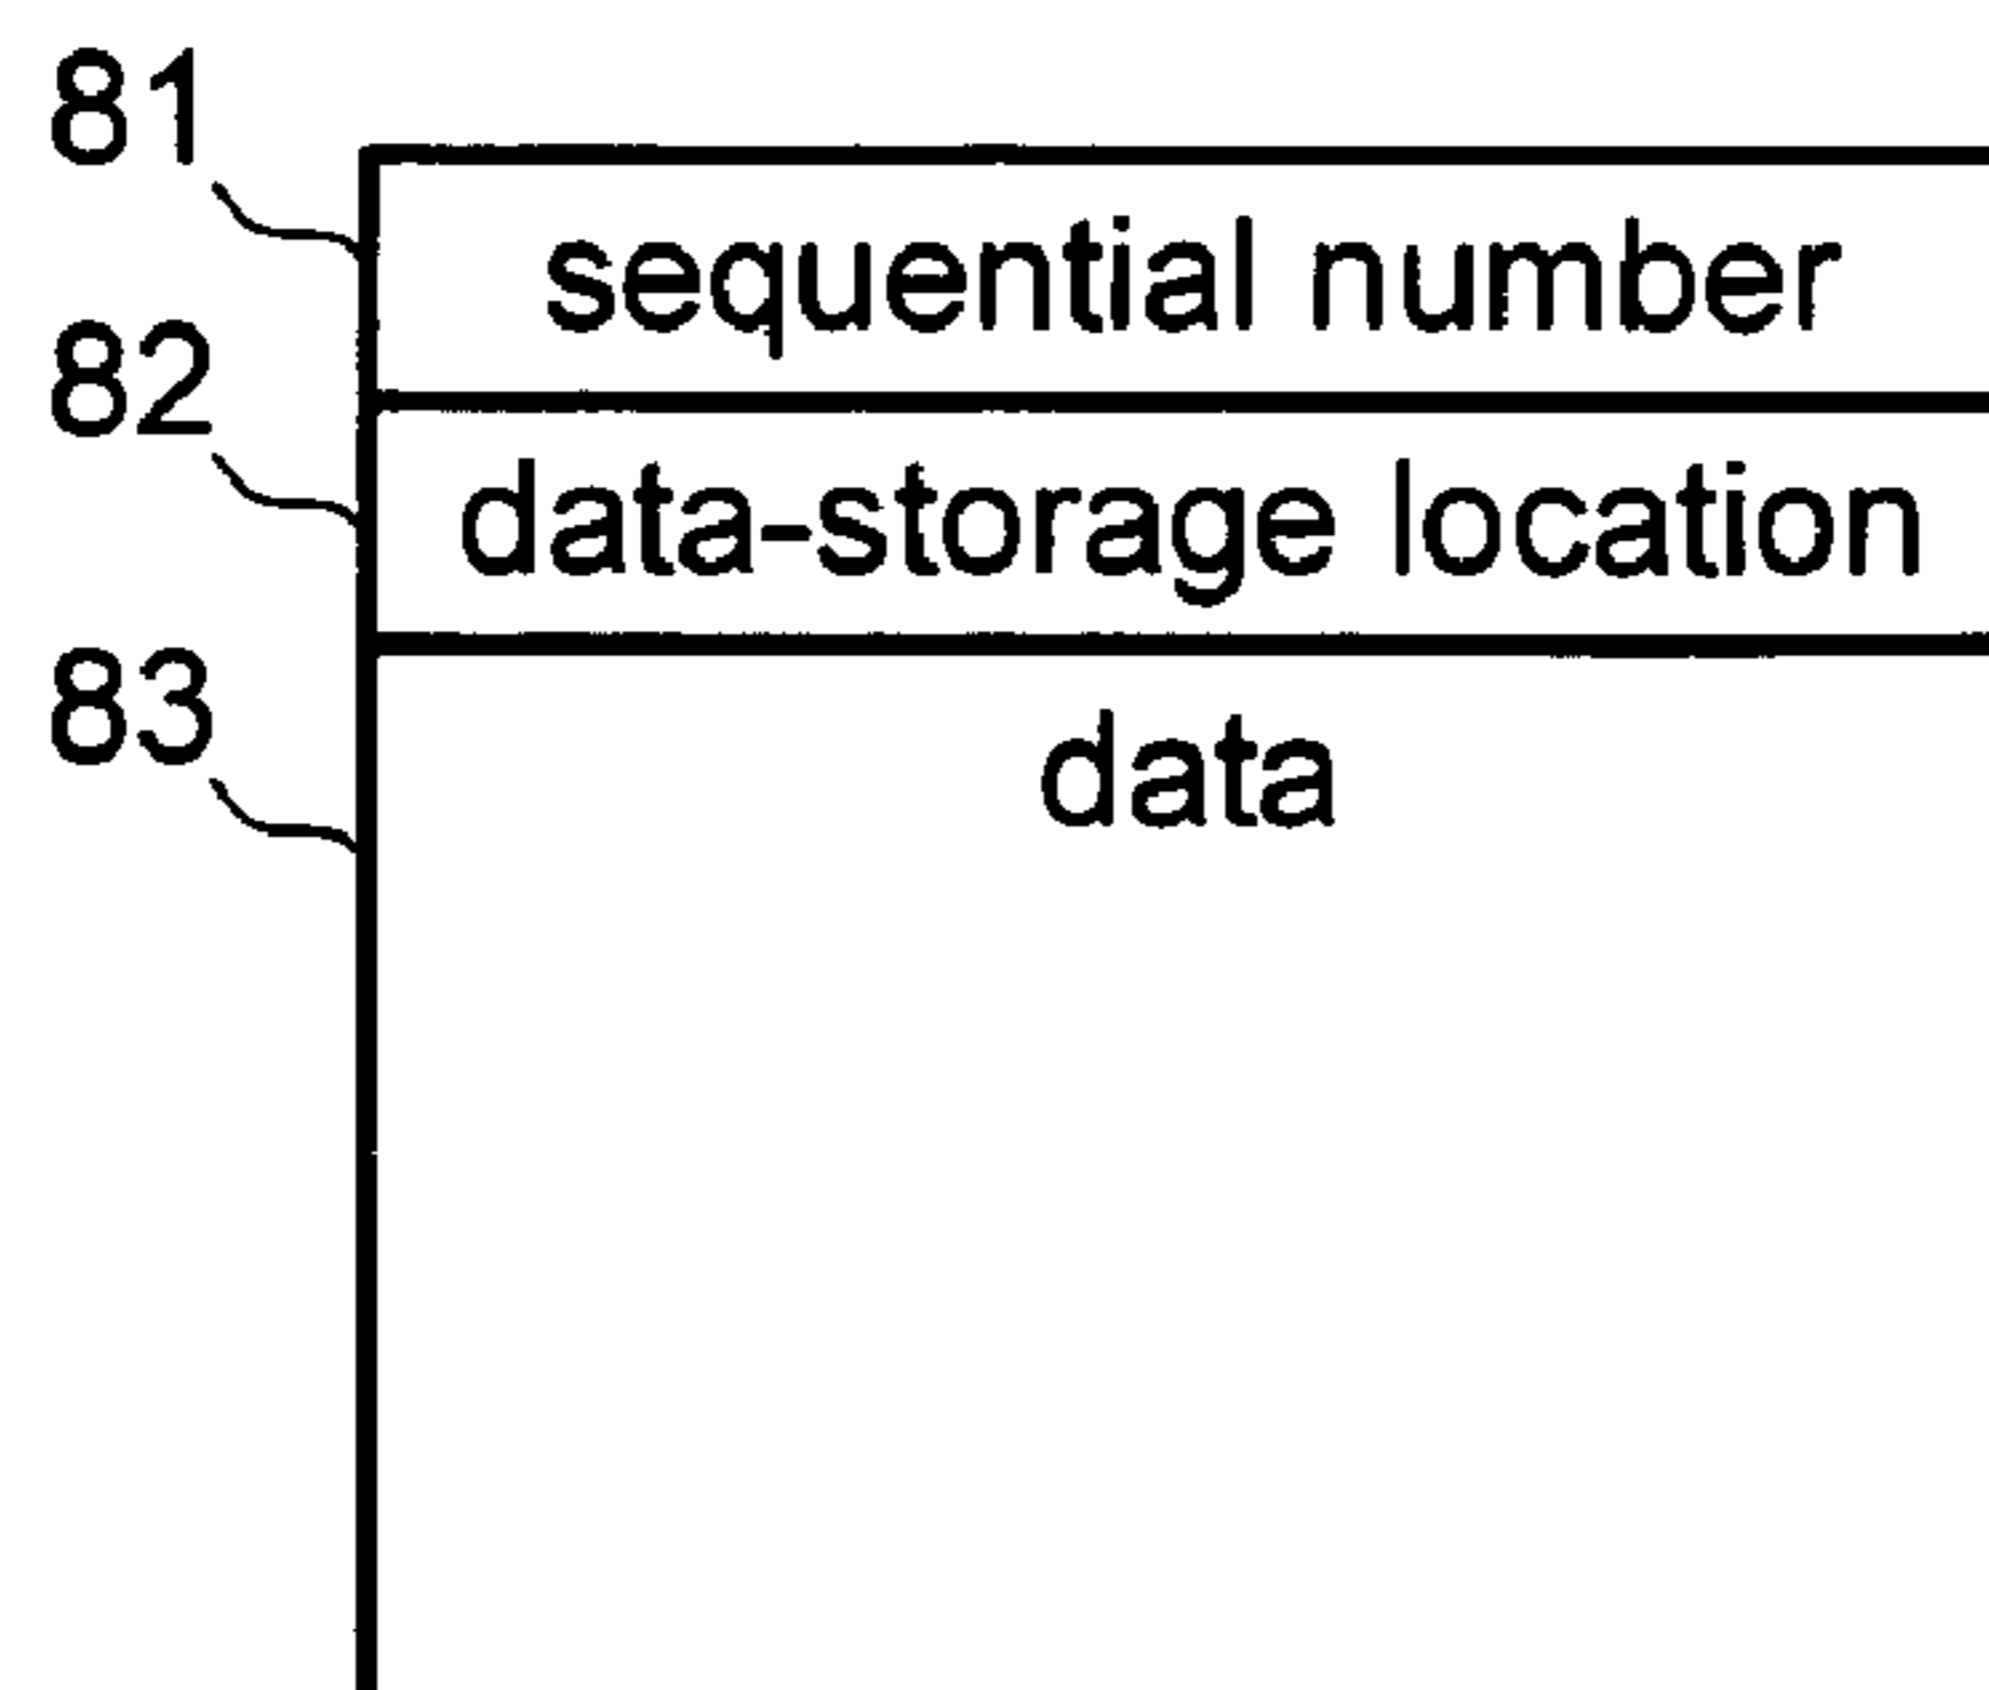 81
sequential number
82
data-storage location
83
data